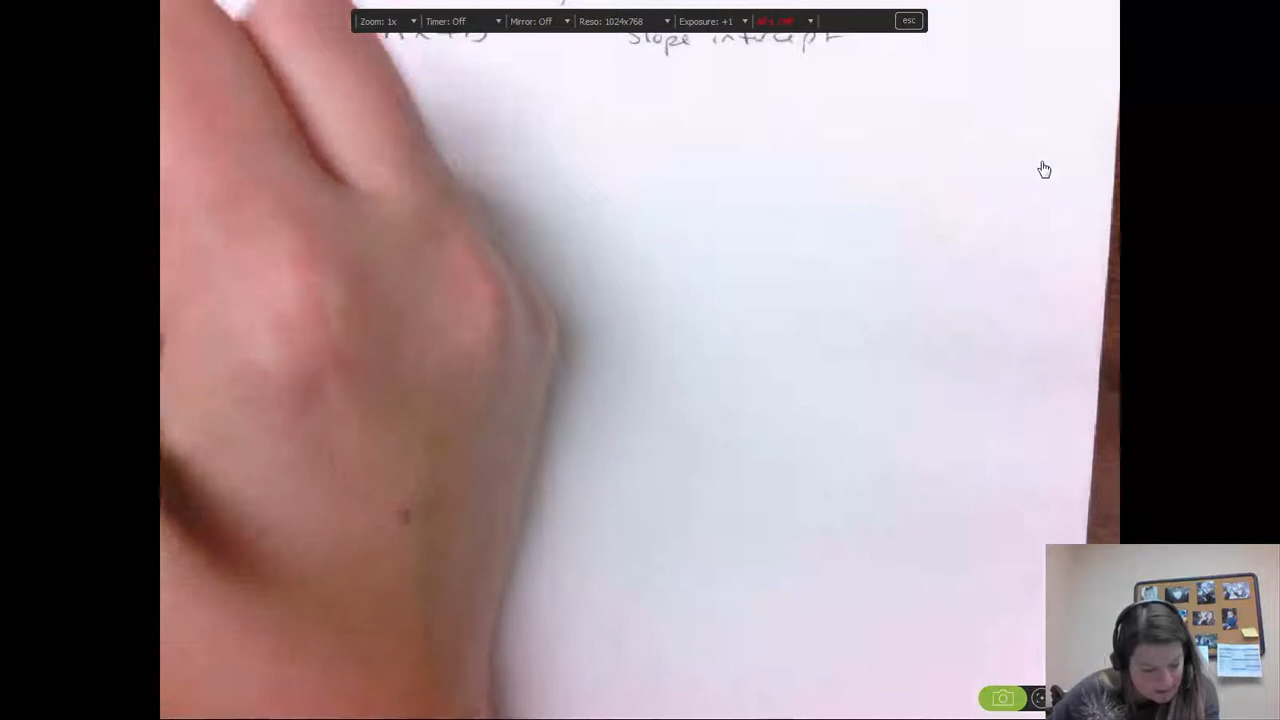 Zoom: 1x Timer: Off Mirror: Off Reso: 1024x768 Exposure: +1 esc
x + b slope intercept